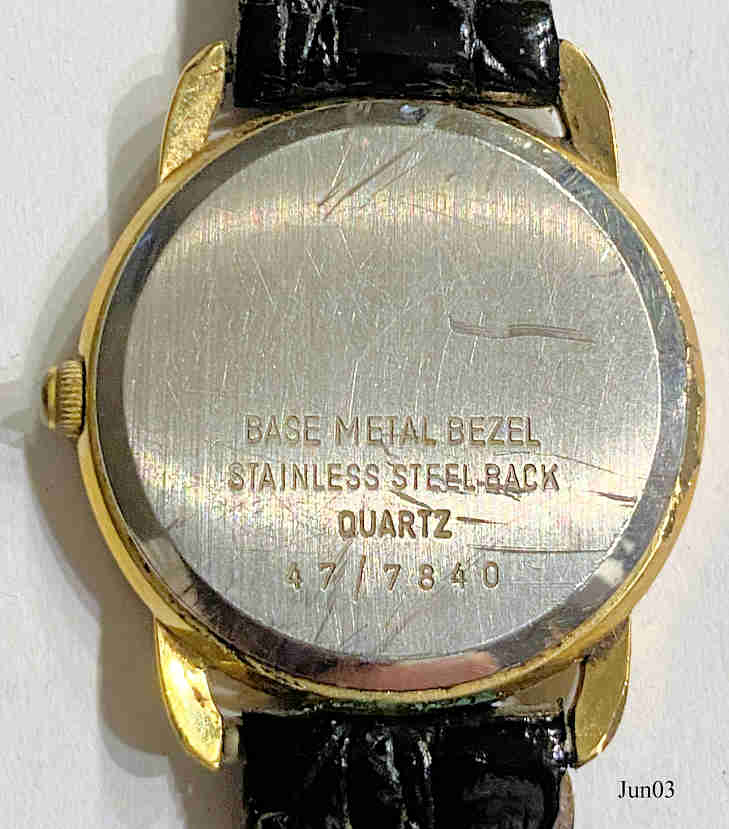 BASE METAL BEZEL
STAINLESS STEEL BACK
QUARTZ
47/7840
Jun03